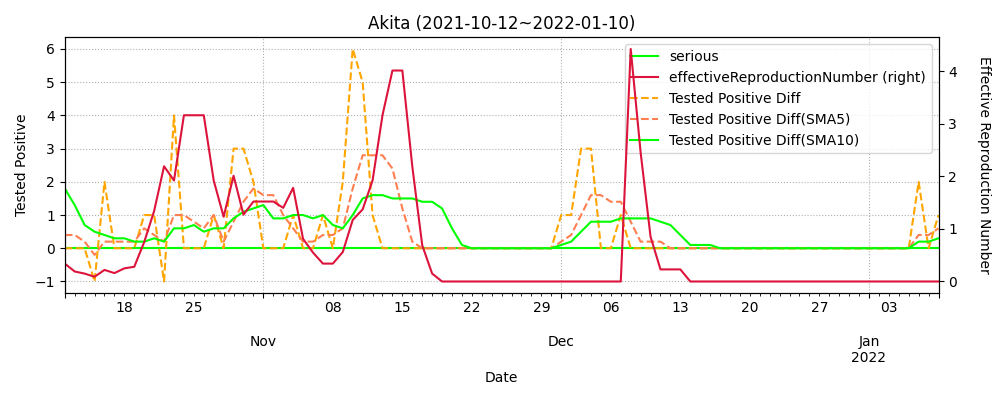 Akita (2021-10-12~2022-01-10)
serious
effectiveReproductionNumber (right)
Tested Positive Diff
Tested Positive Diff(SMA5)
Tested Positive Diff(SMA10)
Tested Positive
6
5
4
3
2
1
0
−1
4
3
2
1
0
Effective Reproduction Number
18 25 08 15 22 29 06 13 20 27 03
Nov Dec Jan
2022
Date